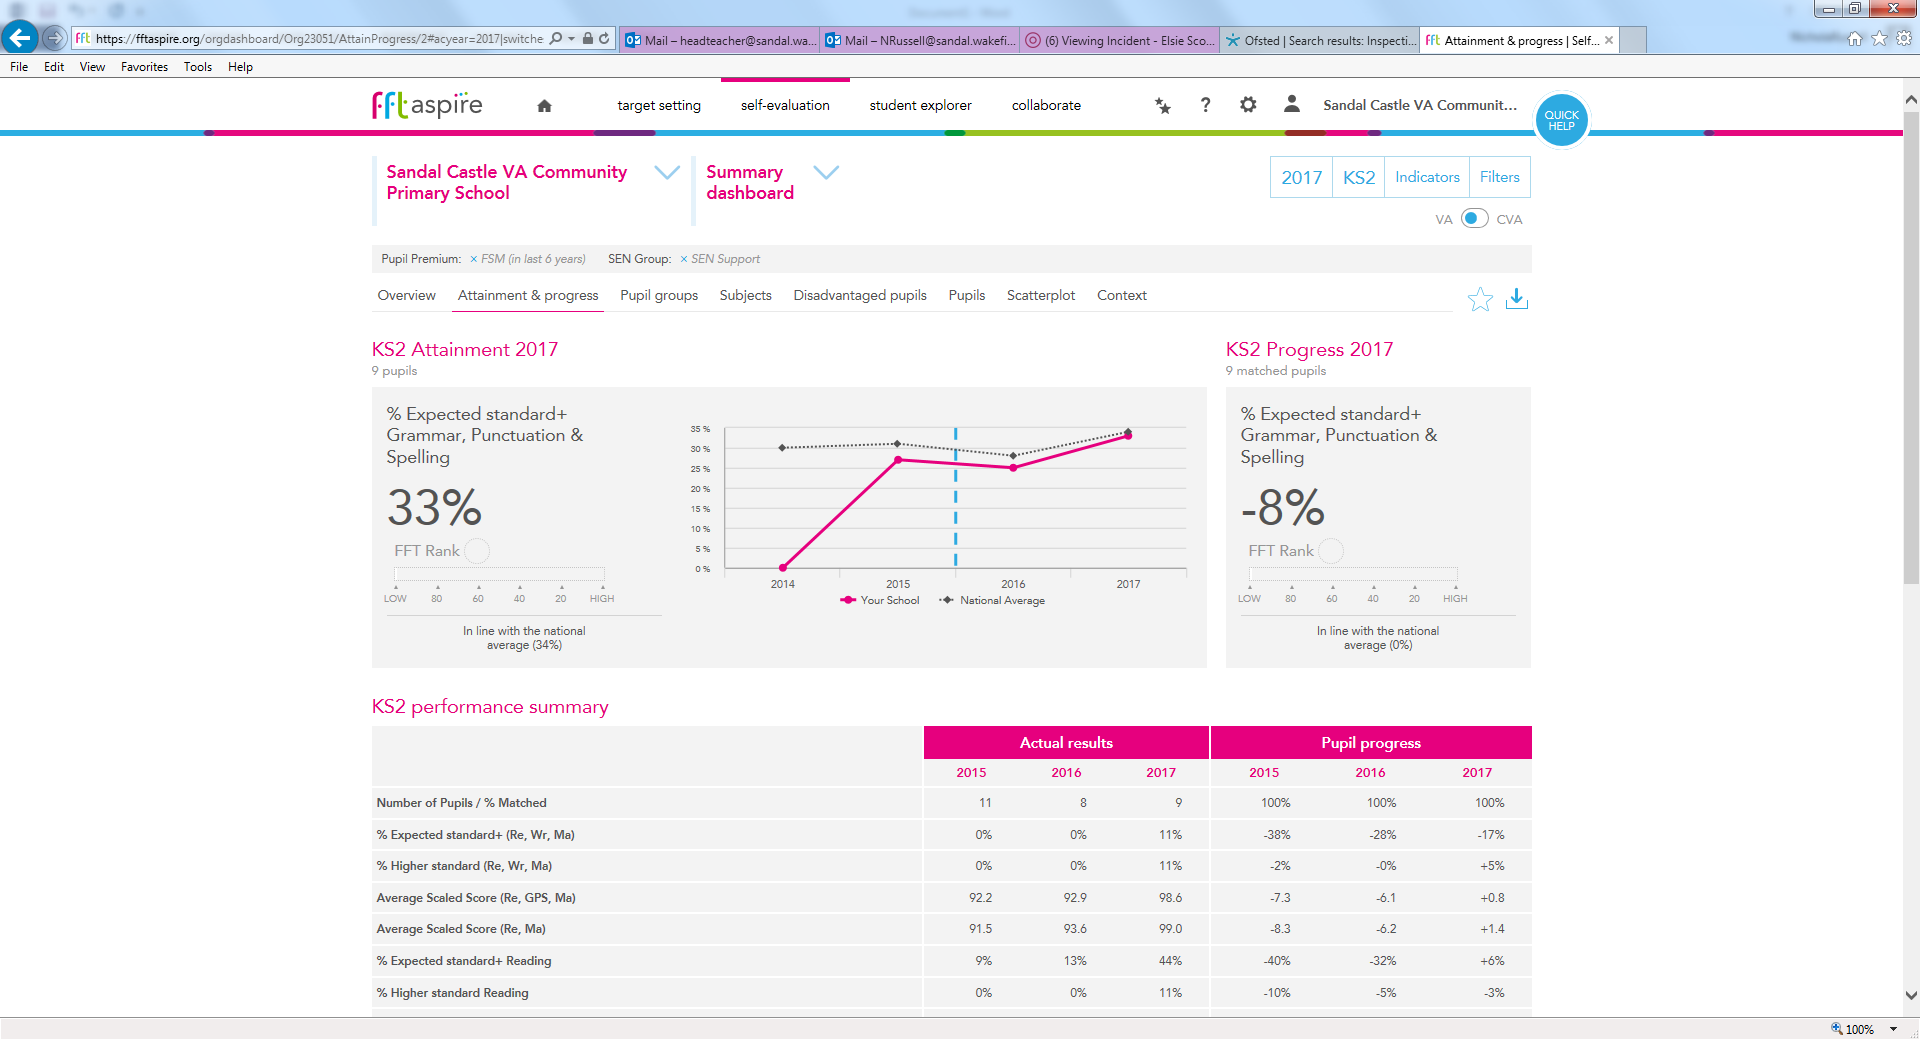 https://fftaspire.org/orgdashboard/Org23051/AttainProgress/2#acyear=2017|switche
Mail – headteacher@sandal.wa...
Mail – NRussell@sandal.wakefi...
(6) Viewing Incident - Elsie Sco...
Ofsted | Search results: Inspecti...
fft Attainment & progress | Self...
File Edit View Favorites Tools Help
fft aspire
target setting self-evaluation student explorer collaborate
? Sandal Castle VA Communit...
QUICK
HELP
Sandal Castle VA Community
Primary School
Summary
dashboard
2017 KS2 Indicators Filters
VA CVA
Pupil Premium: × FSM (in last 6 years) SEN Group: × SEN Support
Overview Attainment & progress Pupil groups Subjects Disadvantaged pupils Pupils Scatterplot Context
KS2 Attainment 2017
9 pupils
% Expected standard+
Grammar, Punctuation &
Spelling
33%
FFT Rank
LOW 80 60 40 20 HIGH
In line with the national
average (34%)
35 %
30 %
25 %
20 %
15 %
10 %
5 %
0 %
2014 2015 2016 2017
Your School National Average
KS2 Progress 2017
9 matched pupils
% Expected standard+
Grammar, Punctuation &
Spelling
-8%
FFT Rank
LOW 80 60 40 20 HIGH
In line with the national
average (0%)
KS2 performance summary
Actual results Pupil progress
2015 2016 2017 2015 2016 2017
Number of Pupils / % Matched 11 8 9 100% 100% 100%
% Expected standard+ (Re, Wr, Ma) 0% 0% 11% -38% -28% -17%
% Higher standard (Re, Wr, Ma) 0% 0% 11% -2% -0% +5%
Average Scaled Score (Re, GPS, Ma) 92.2 92.9 98.6 -7.3 -6.1 +0.8
Average Scaled Score (Re, Ma) 91.5 93.6 99.0 -8.3 -6.2 +1.4
% Expected standard+ Reading 9% 13% 44% -40% -32% +6%
% Higher standard Reading 0% 0% 11% -10% -5% -3%
100%